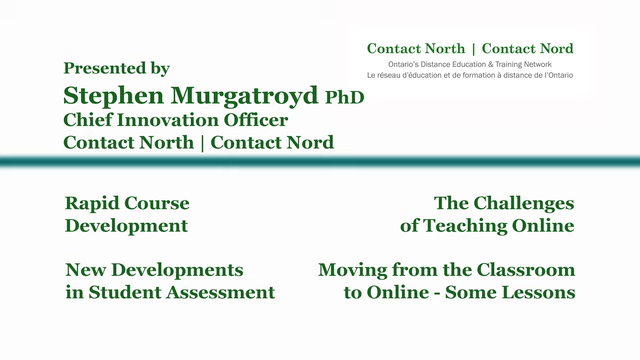 Contact North | Contact Nord
Ontario's Distance Education & Training Network
Le réseau d'éducation et de formation à distance de l'Ontario
Presented by
Stephen Murgatroyd PhD
Chief Innovation Officer
Contact North | Contact Nord
Rapid Course
Development
The Challenges
of Teaching Online
New Developments
in Student Assessment
Moving from the Classroom
to Online - Some Lessons